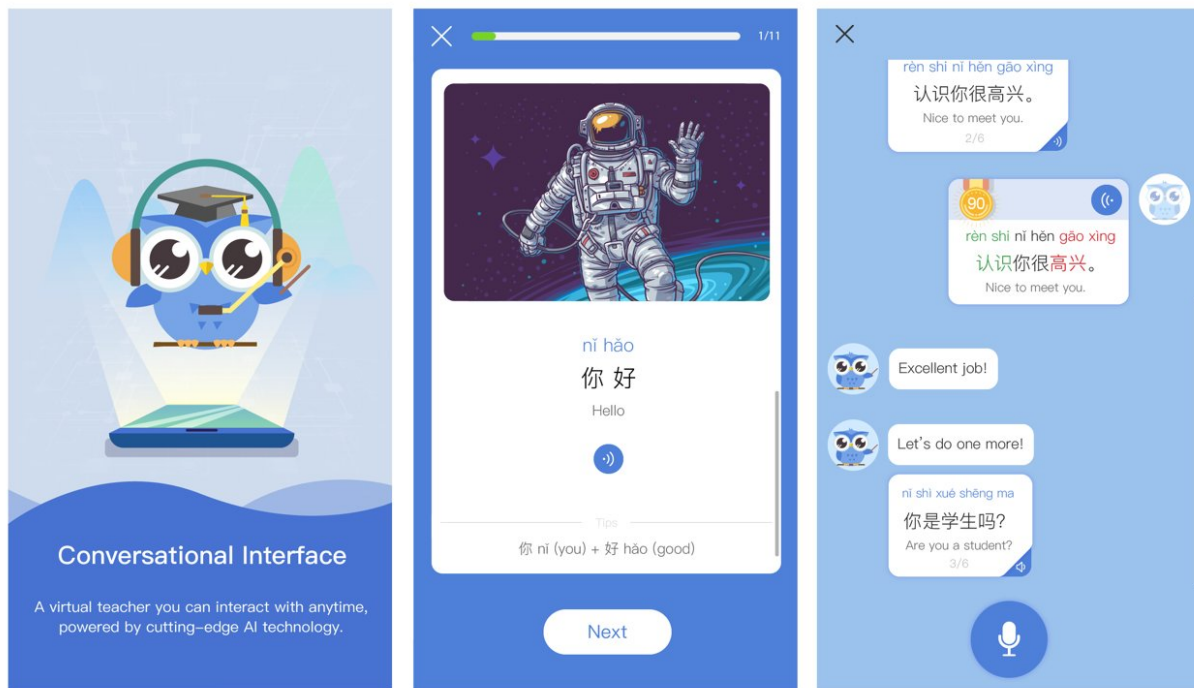 Conversational Interface
A virtual teacher you can interact with anytime,
powered by cutting-edge AI technology.
1/11
nǐ hǎo
你 好
Hello
Tips
你 nǐ (you) + 好 hǎo (good)
Next
rèn shi nǐ hěn gāo xìng
认识你很高兴。
Nice to meet you.
2/6
90
rèn shi nǐ hěn gāo xìng
认识你很高兴。
Nice to meet you.
Excellent job!
Let's do one more!
nǐ shì xué shēng ma
你是学生吗?
Are you a student?
3/6